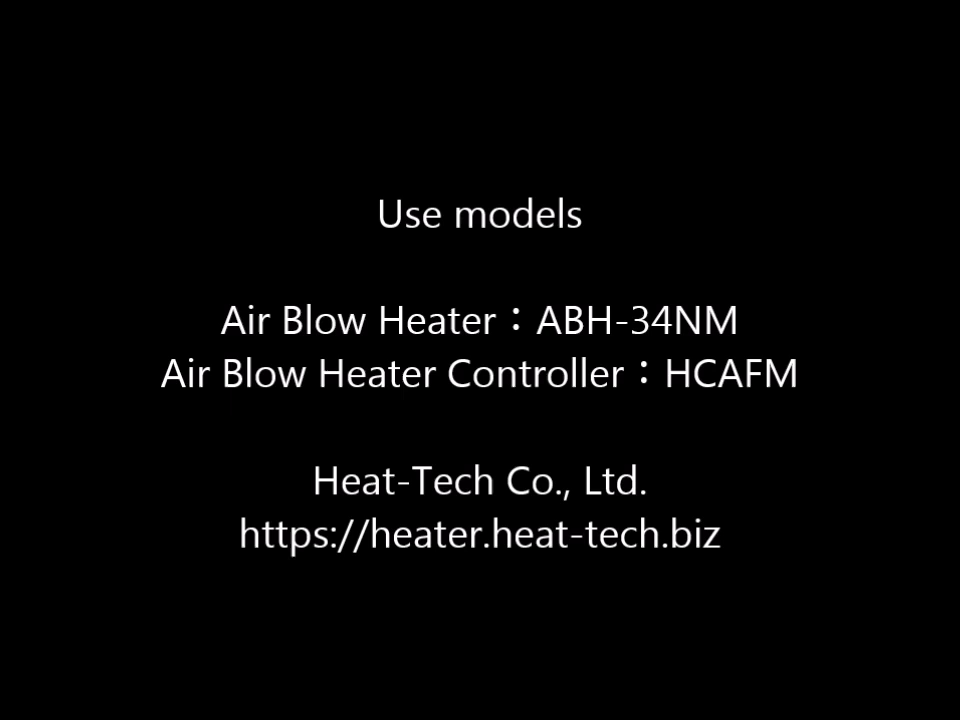 Use models
Air Blow Heater：ABH-34NM
Air Blow Heater Controller：HCAFM
Heat-Tech Co., Ltd.
https://heater.heat-tech.biz